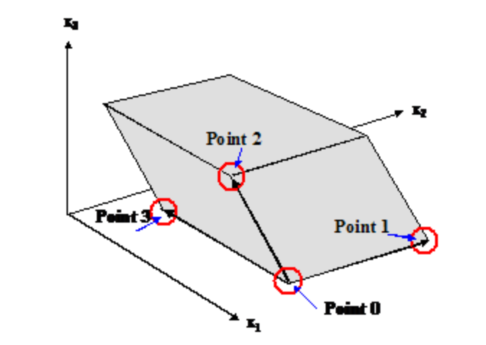 x₃
x₂
Point 2
Point 3
Point 1
Point 0
x₁